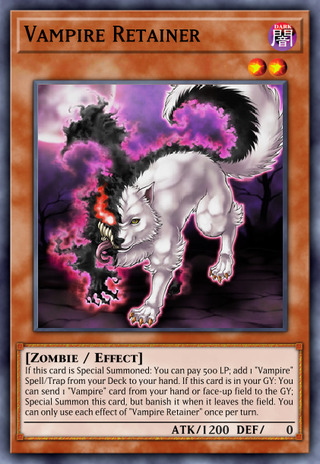 Vampire Retainer
DARK
闇
[Zombie / Effect]
If this card is Special Summoned: You can pay 500 LP; add 1 "Vampire"
Spell/Trap from your Deck to your hand. If this card is in your GY: You
can send 1 "Vampire" card from your hand or face-up field to the GY;
Special Summon this card, but banish it when it leaves the field. You
can only use each effect of "Vampire Retainer" once per turn.
ATK/1200 DEF/ 0